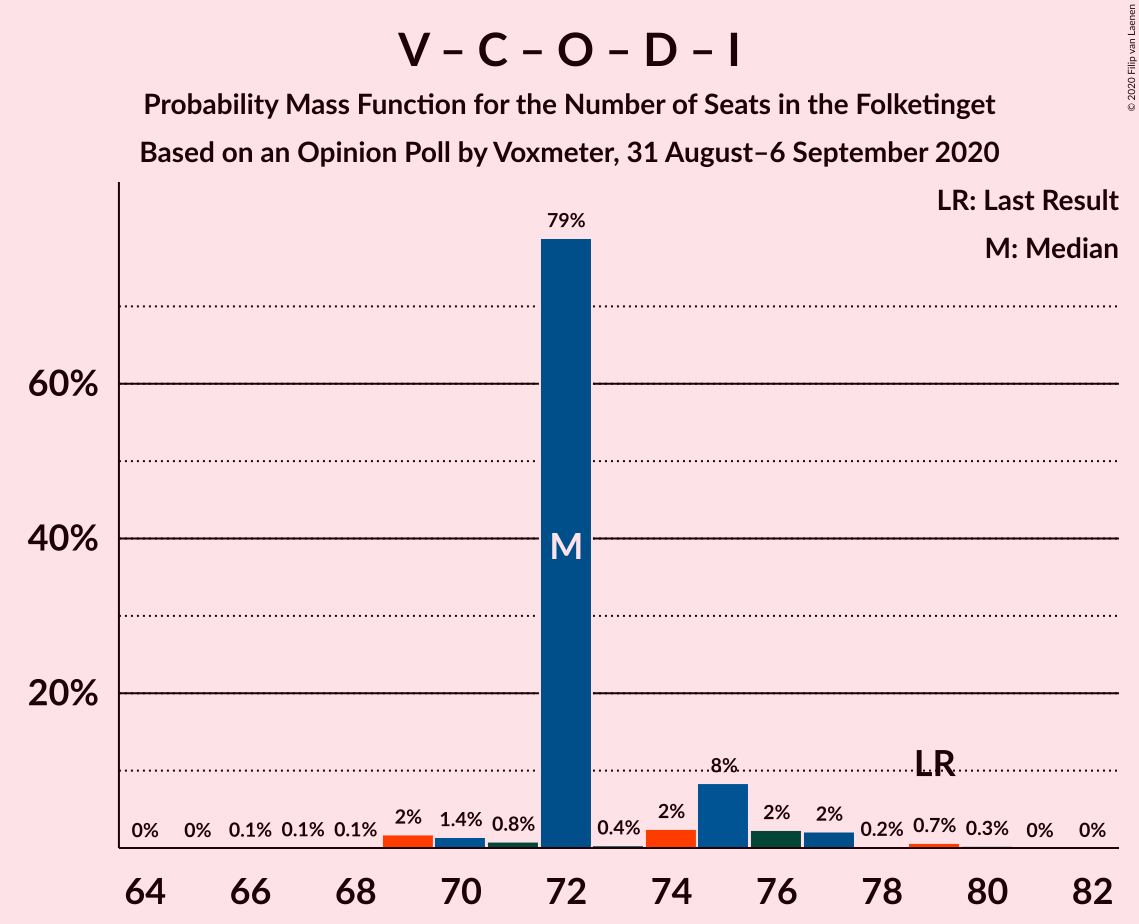 V – C – O – D – I
Probability Mass Function for the Number of Seats in the Folketinget
Based on an Opinion Poll by Voxmeter, 31 August–6 September 2020
© 2020 Filip van Laenen
LR: Last Result
M: Median
79%
60%
40%
20%
M
LR
0% 0% 0.1% 0.1% 0.1% 2% 1.4% 0.8% 0.4% 2% 8% 2% 2% 0.2% 0.7% 0.3% 0% 0%
64 66 68 70 72 74 76 78 80 82